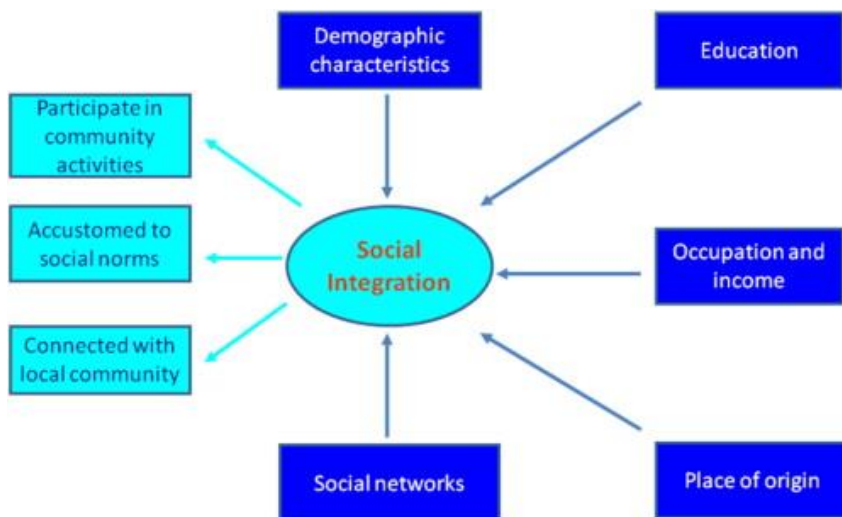 Demographic
characteristics
Education
Participate in
community
activities
Accustomed to
social norms
Social
Integration
Occupation and
income
Connected with
local community
Social networks
Place of origin